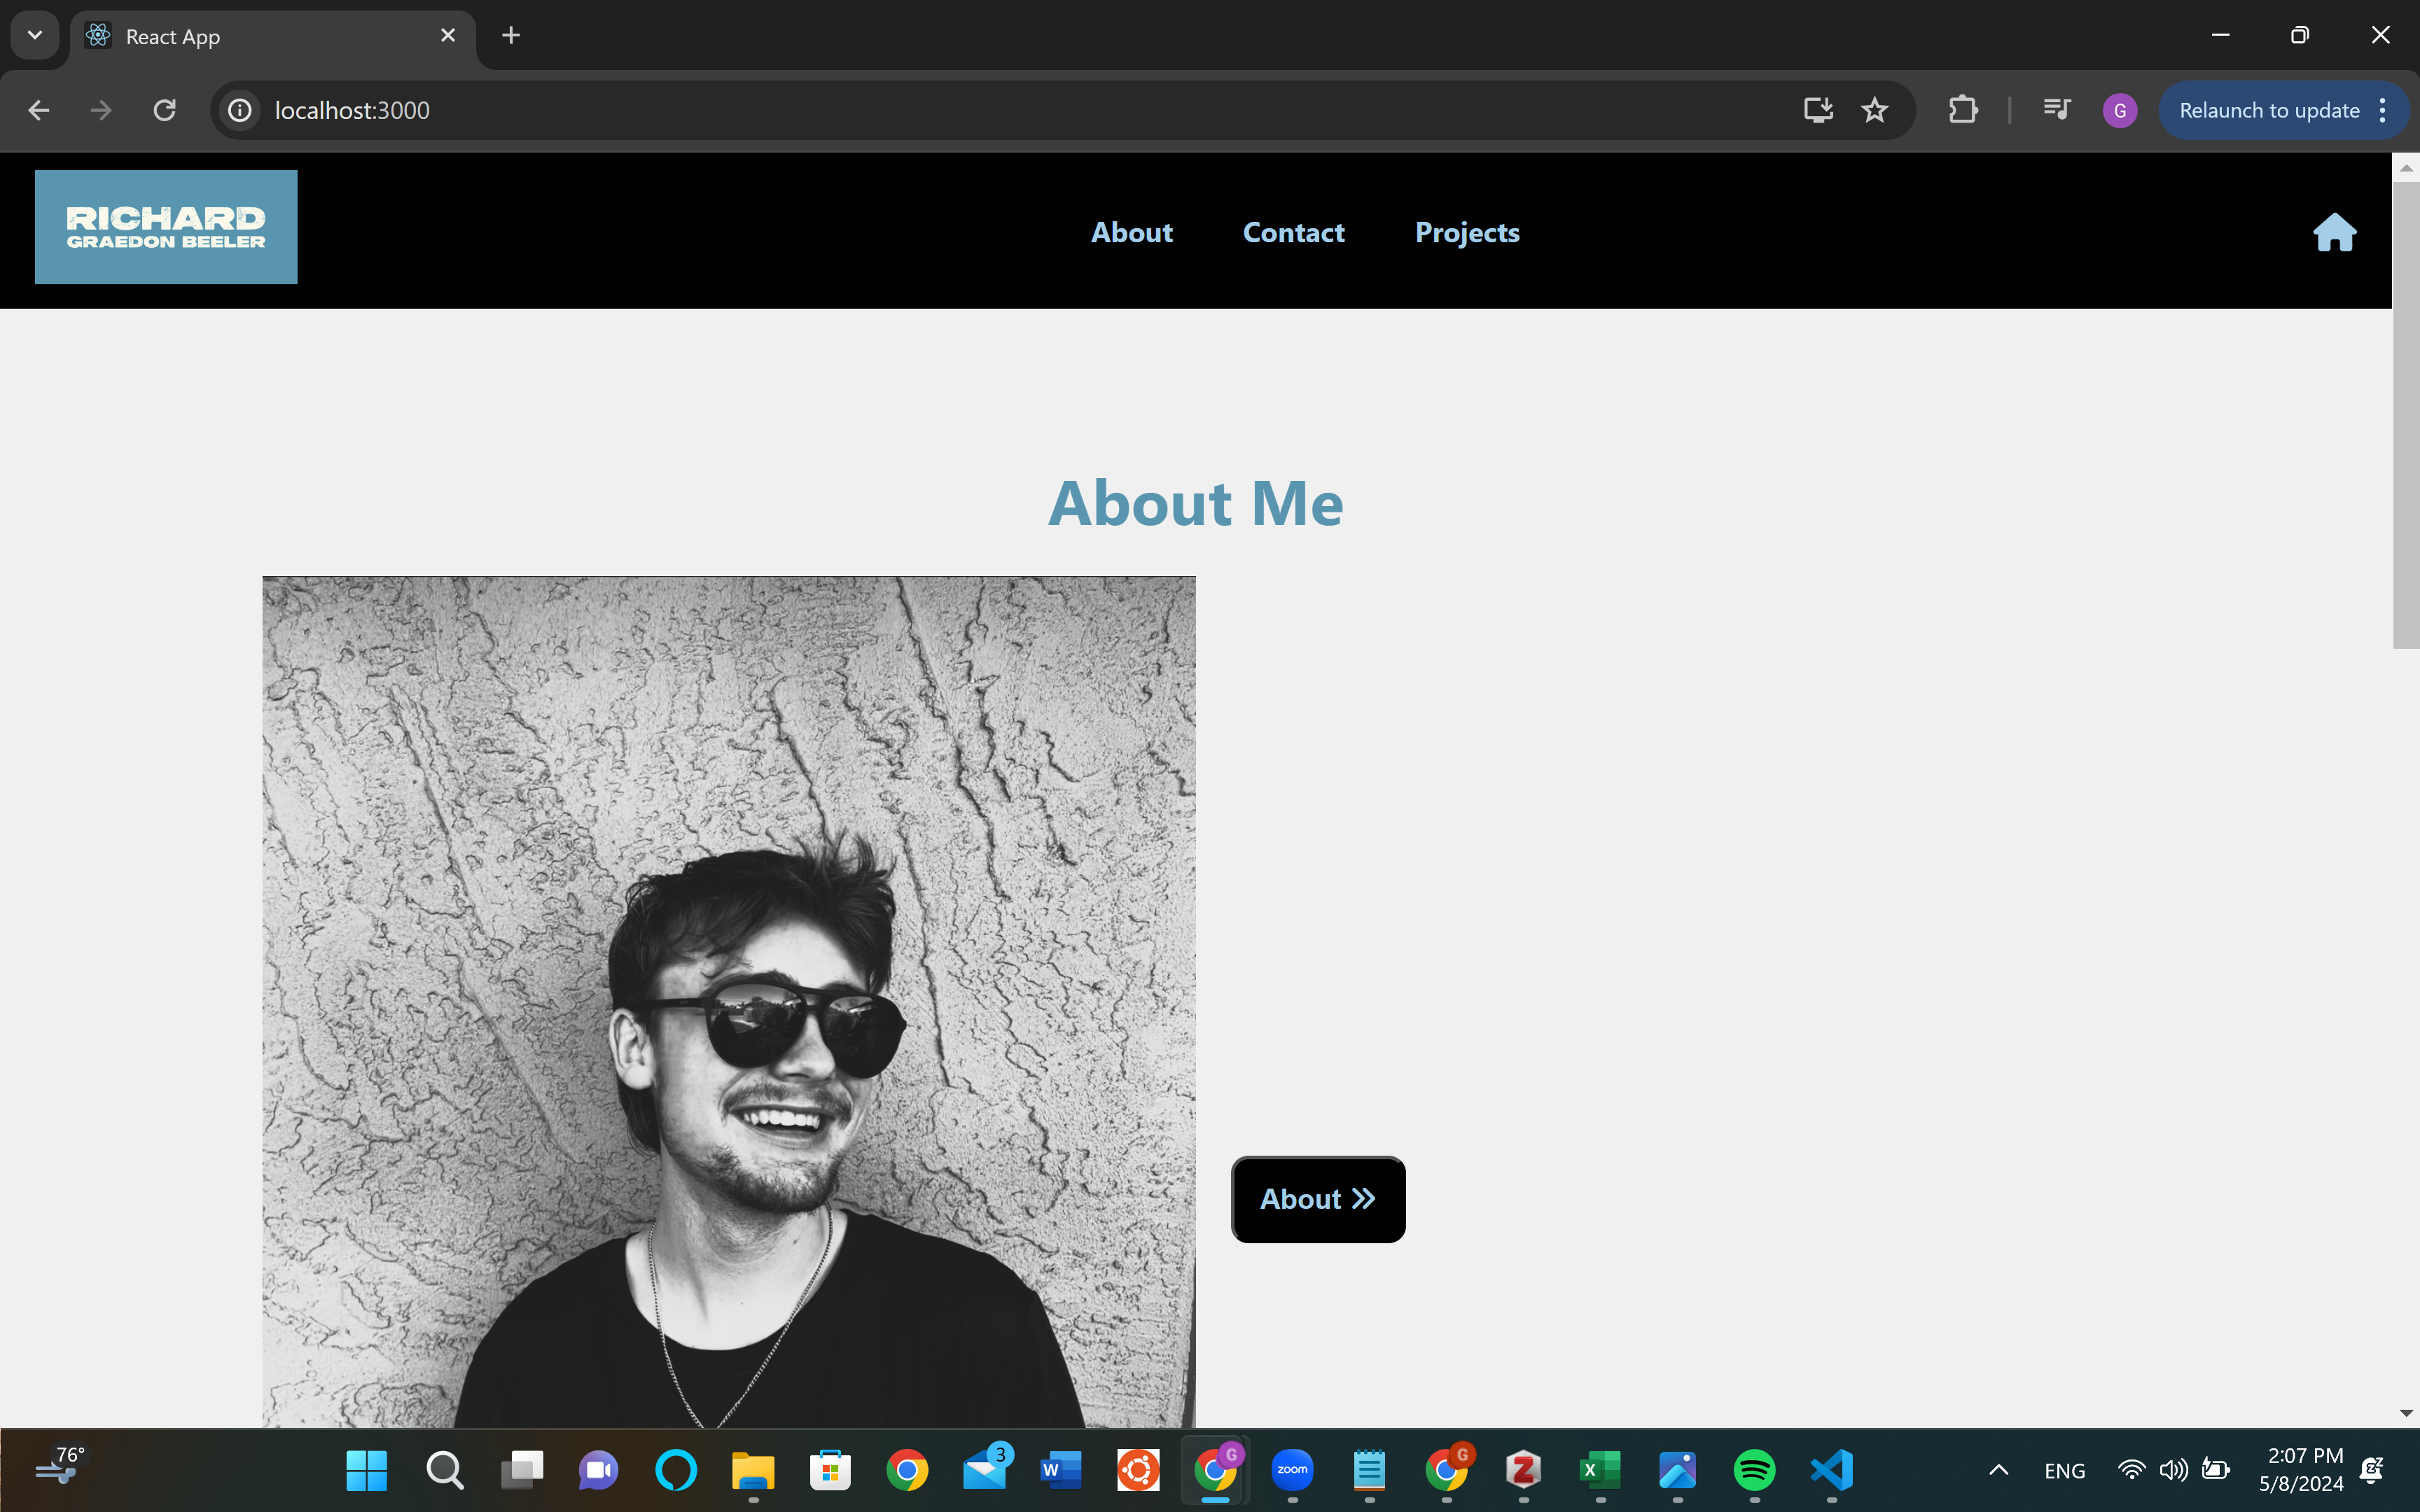 React App
localhost:3000
G
Relaunch to update
RICHARD
GRAEDON BEELER
About
Contact
Projects
About Me
About
76°
3
W
G
zoom
G
Z
X
ENG
2:07 PM
5/8/2024